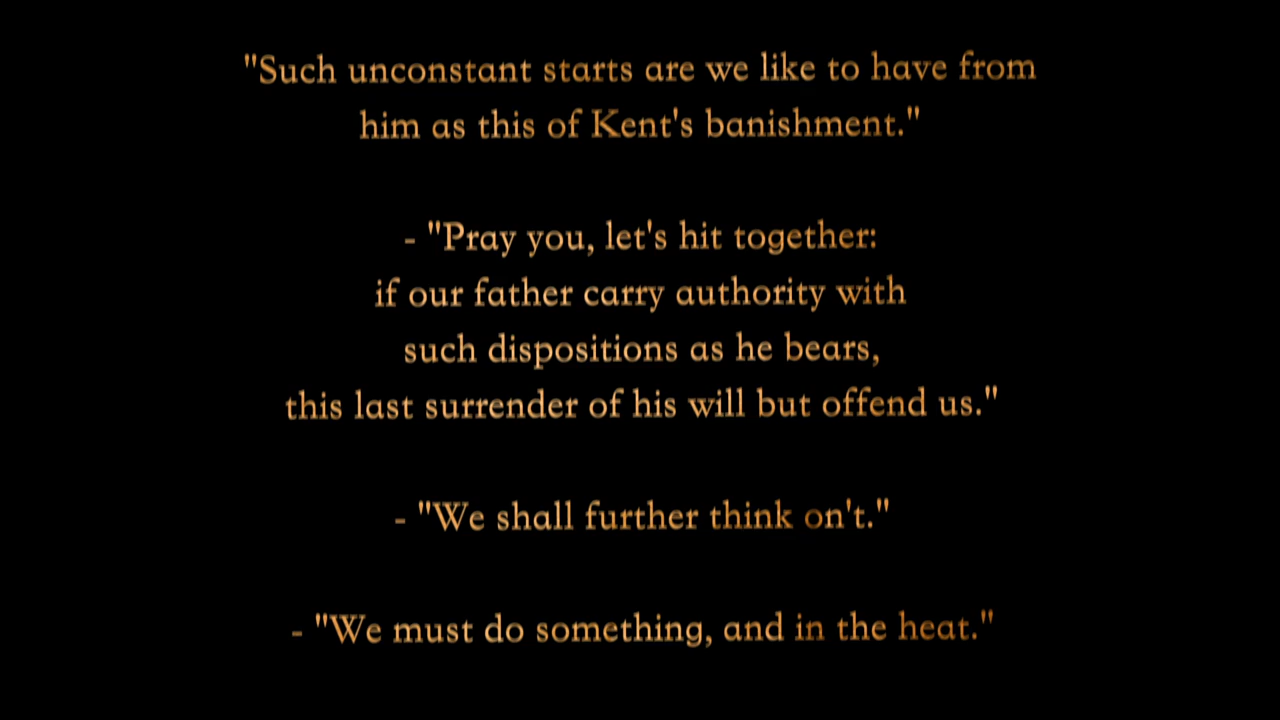 "Such unconstant starts are we like to have from
him as this of Kent's banishment."
- "Pray you, let's hit together:
if our father carry authority with
such dispositions as he bears,
this last surrender of his will but offend us."
- "We shall further think on't."
- "We must do something, and in the heat."